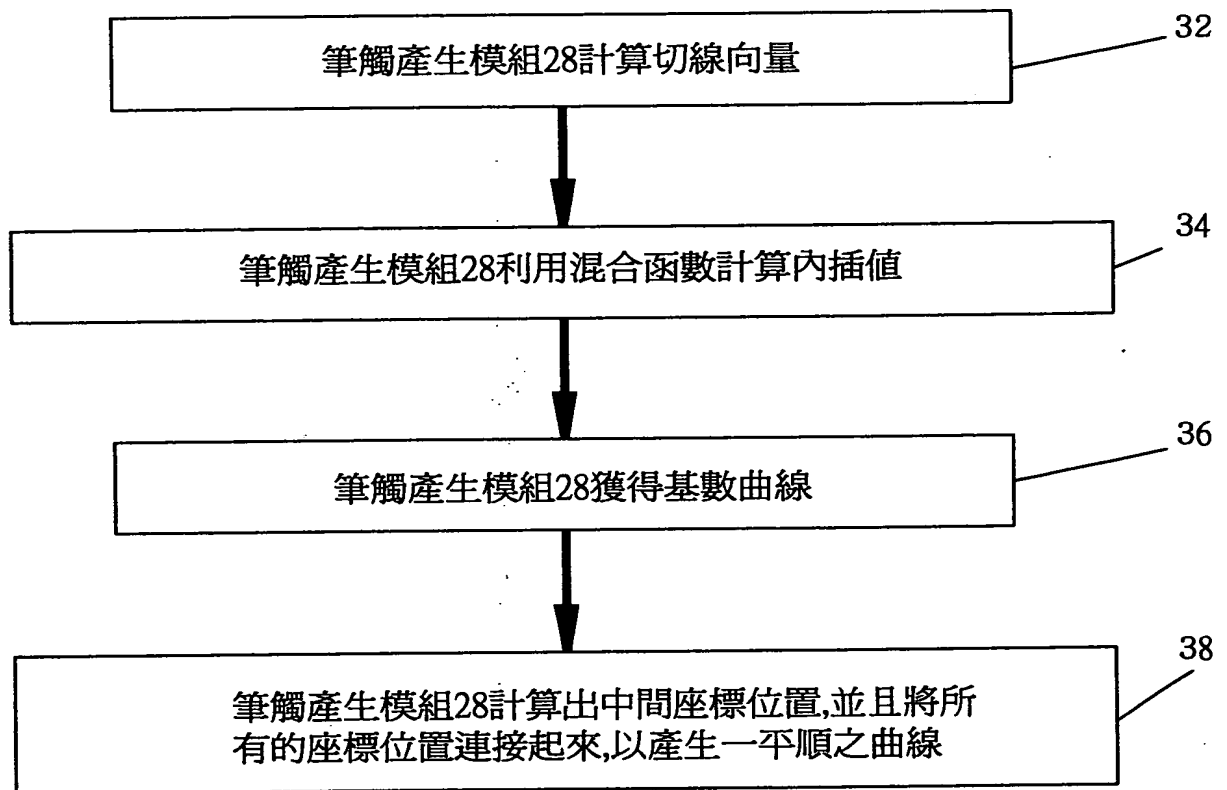 筆觸產生模組28計算切線向量
32
筆觸產生模組28利用混合函數計算內插值
34
筆觸產生模組28獲得基數曲線
36
筆觸產生模組28計算出中間座標位置,並且將所
有的座標位置連接起來,以產生一平順之曲線
38